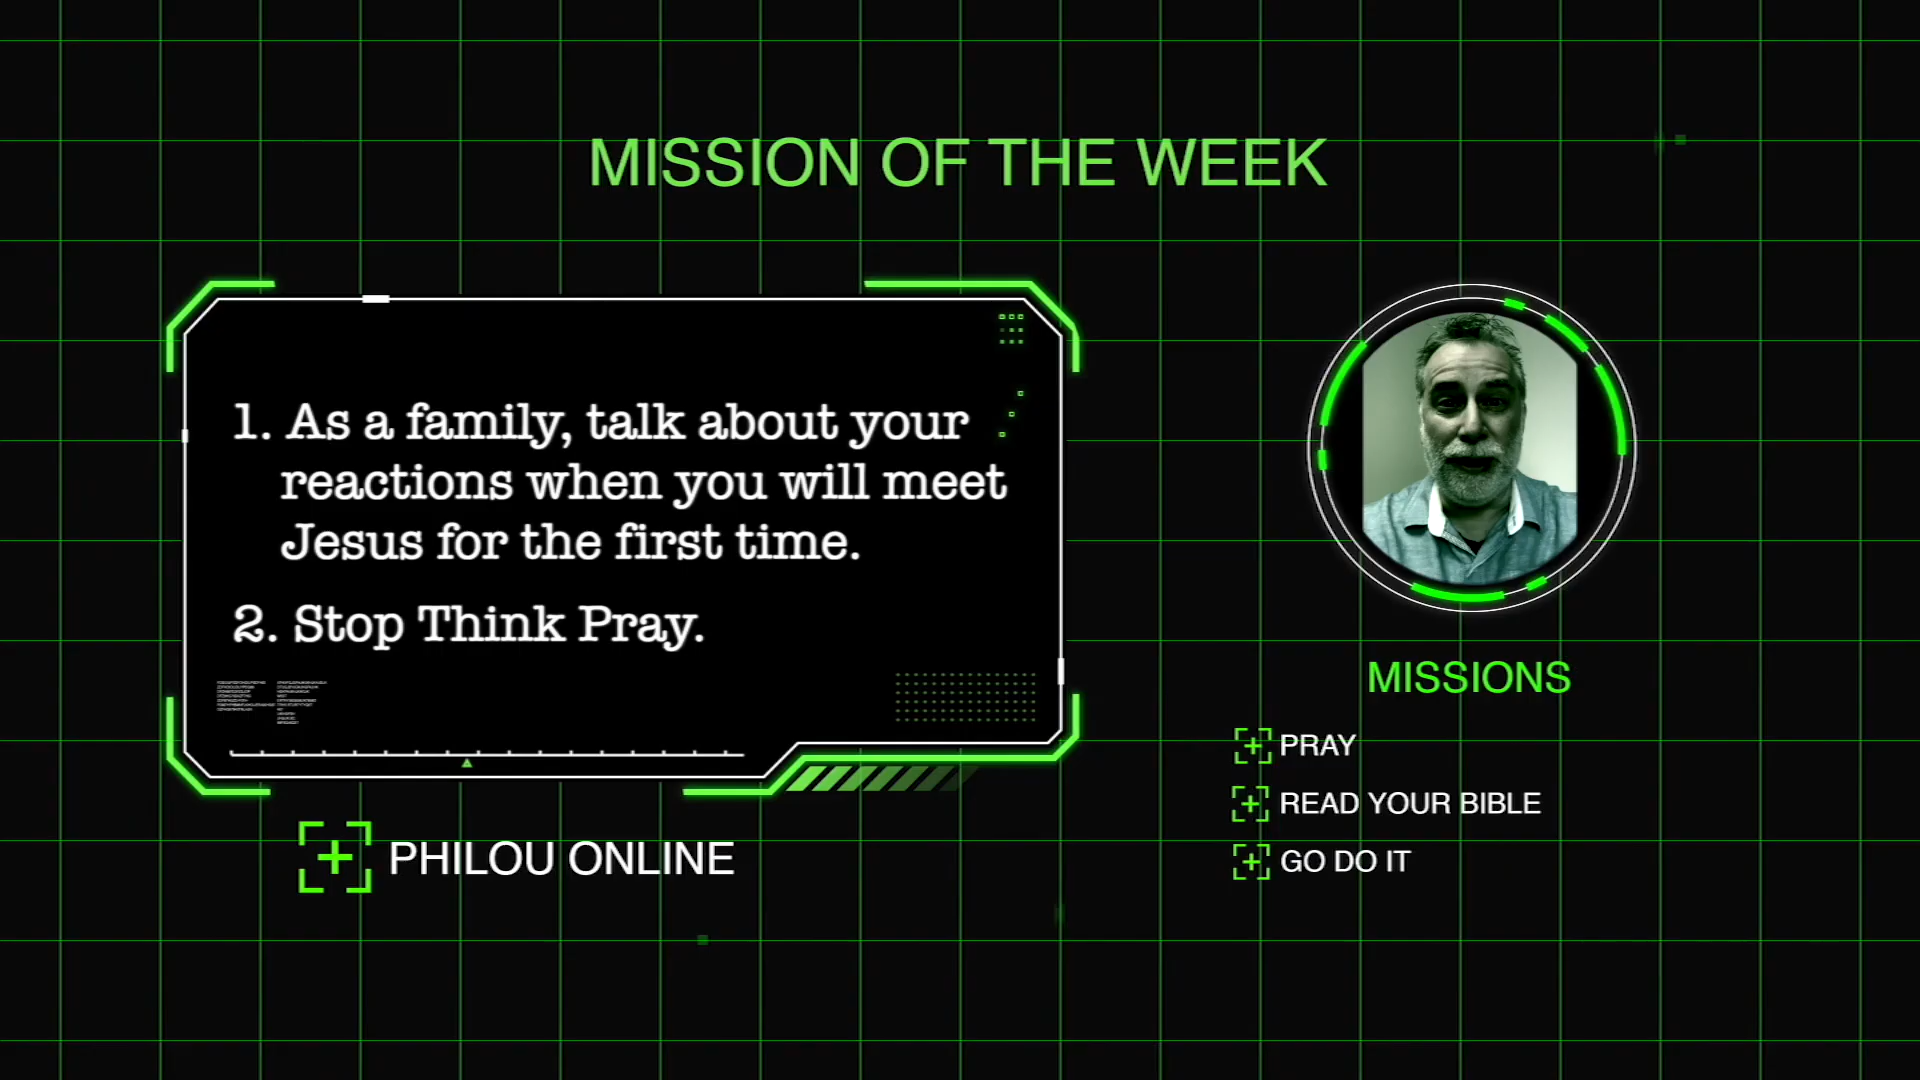 MISSION OF THE WEEK
1. As a family, talk about your
reactions when you will meet
Jesus for the first time.
2. Stop Think Pray.
PHILOU ONLINE
MISSIONS
PRAY
READ YOUR BIBLE
GO DO IT